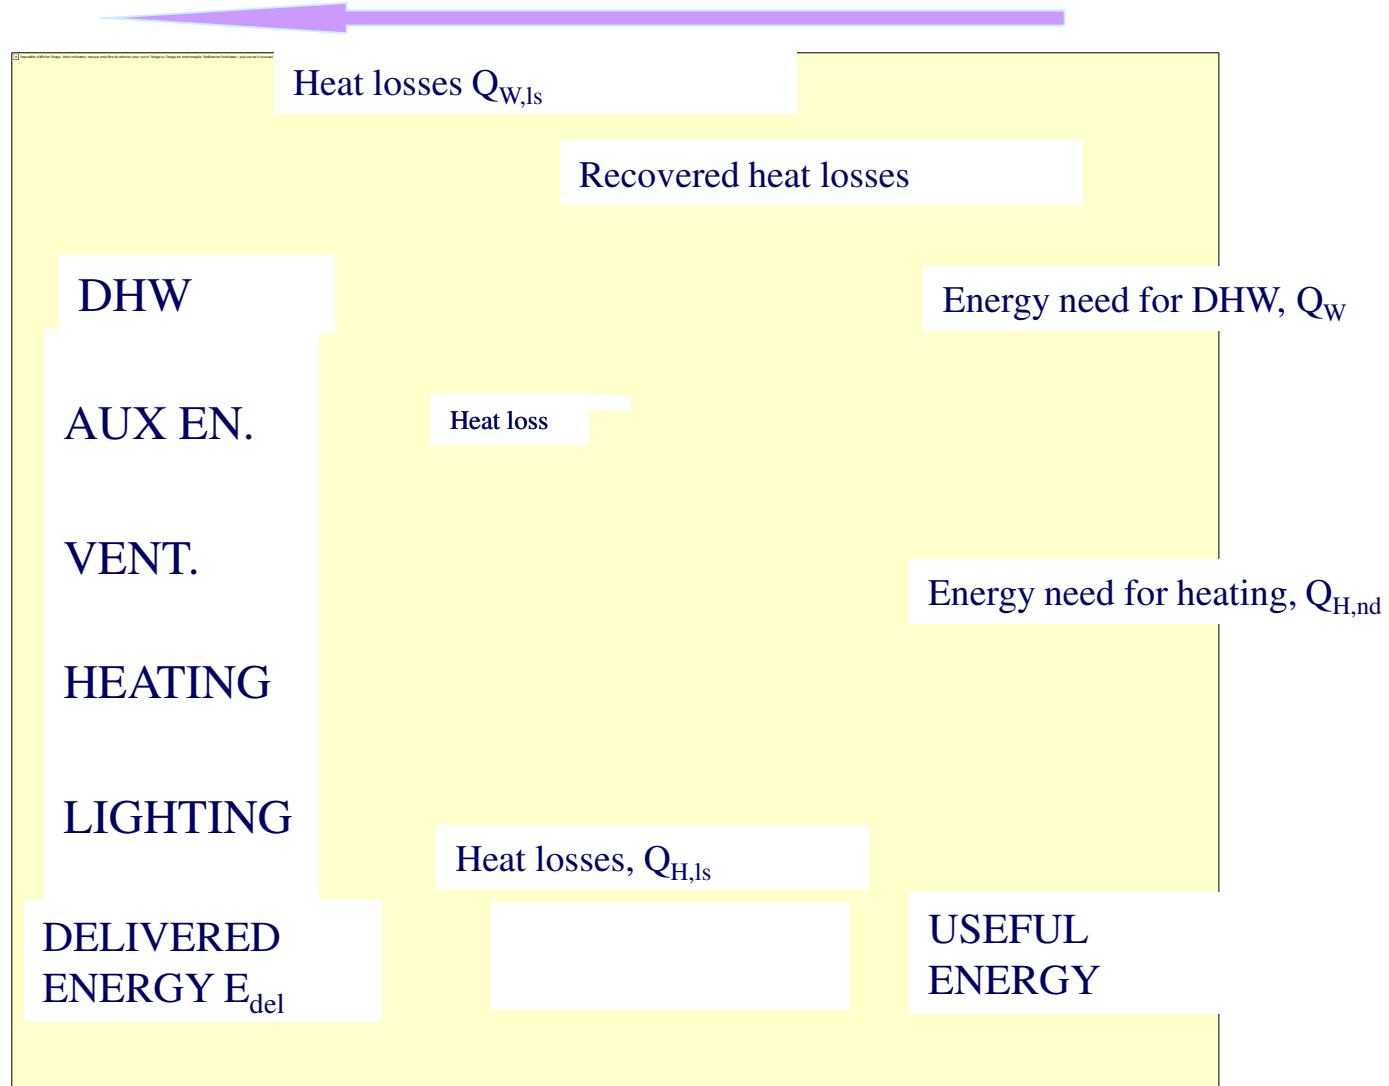 Heat losses Q_W,ls
Recovered heat losses
DHW
Energy need for DHW, Q_W
AUX EN.
Heat loss
VENT.
Energy need for heating, Q_H,nd
HEATING
LIGHTING
Heat losses, Q_H,ls
DELIVERED
ENERGY E_del
USEFUL
ENERGY